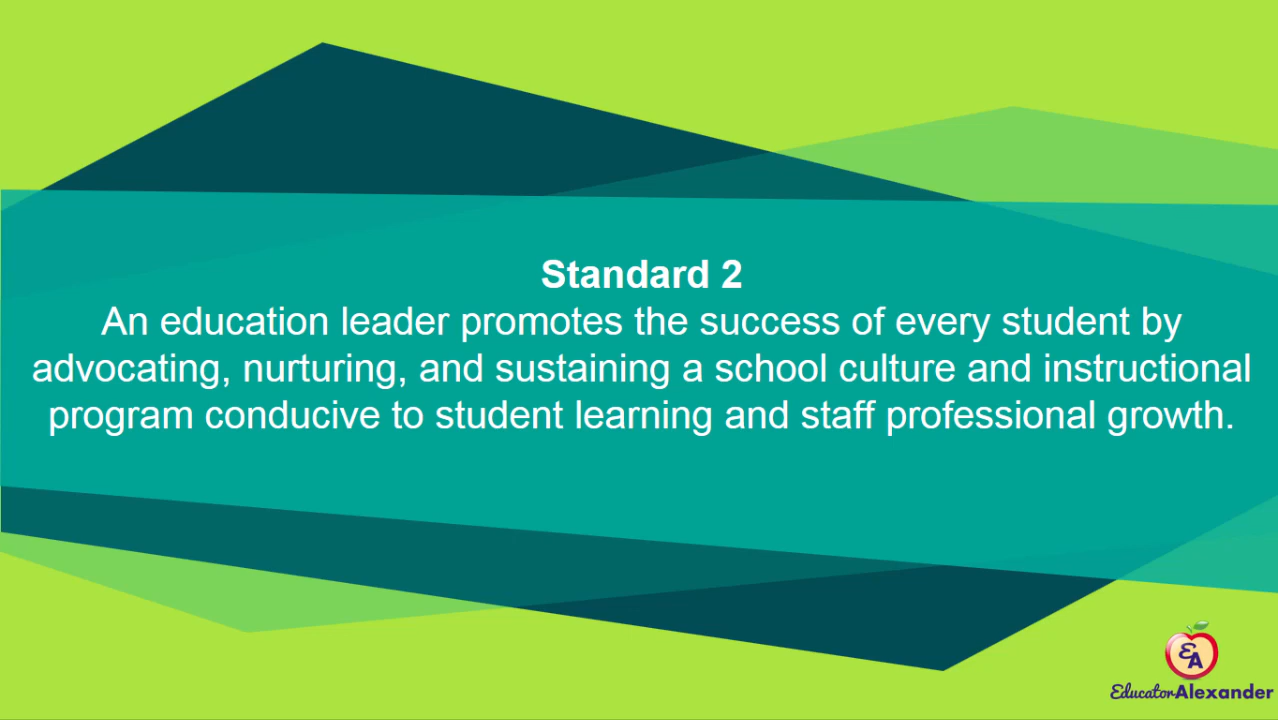 Standard 2
An education leader promotes the success of every student by
advocating, nurturing, and sustaining a school culture and instructional
program conducive to student learning and staff professional growth.
EA
EducatorAlexander